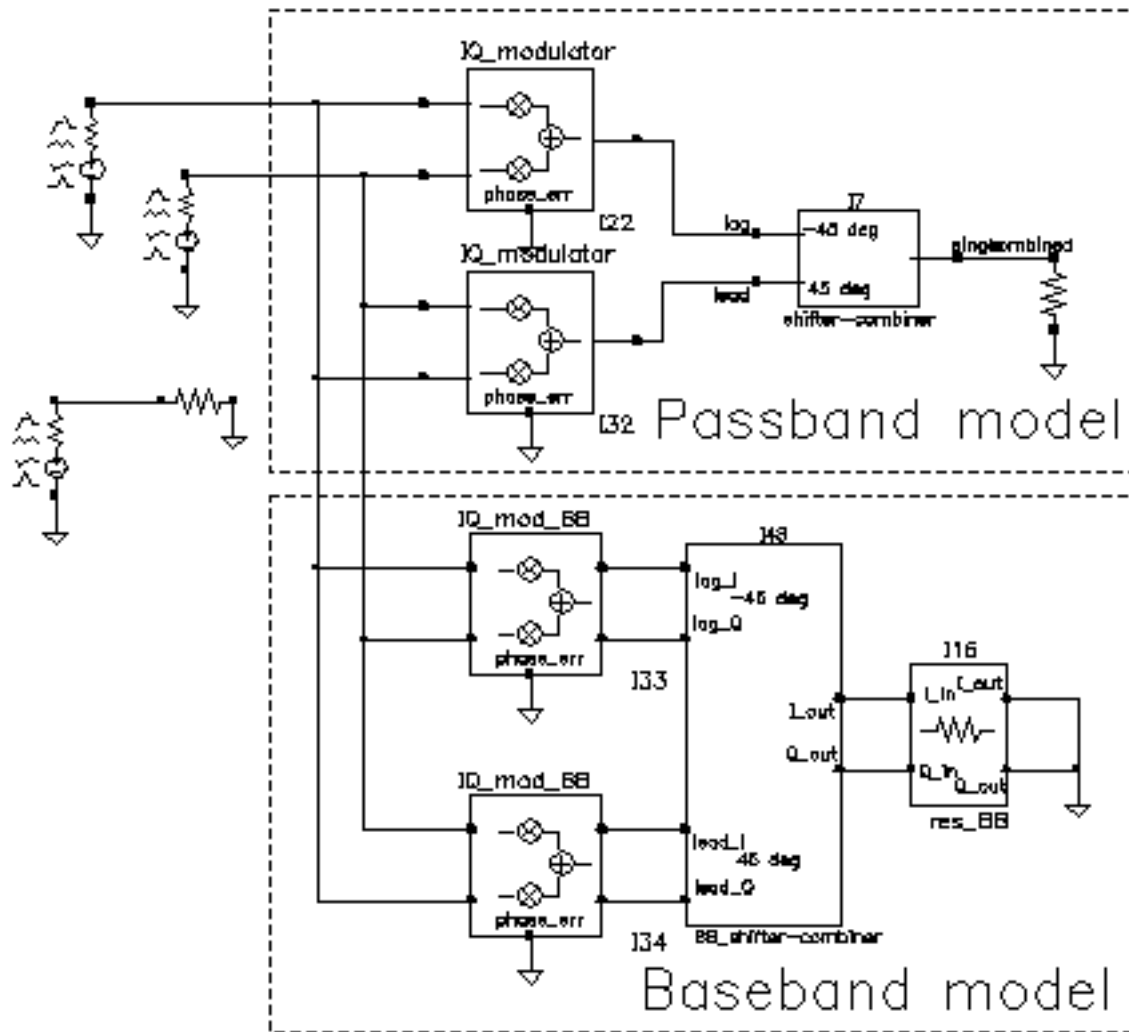 IQ_modulator
phase_err
I22
IQ_modulator
phase_err
I32
lag
lead
I7
-45 deg
45 deg
shifter-combiner
Passband model
IQ_mod_BB
phase_err
I33
IQ_mod_BB
phase_err
I34
lag_I
-45 deg
lag_Q
I_out
Q_out
lead_I
45 deg
lead_Q
BB_shifter-combiner
I16
I_in
I_out
Q_in
Q_out
res_BB
Baseband model